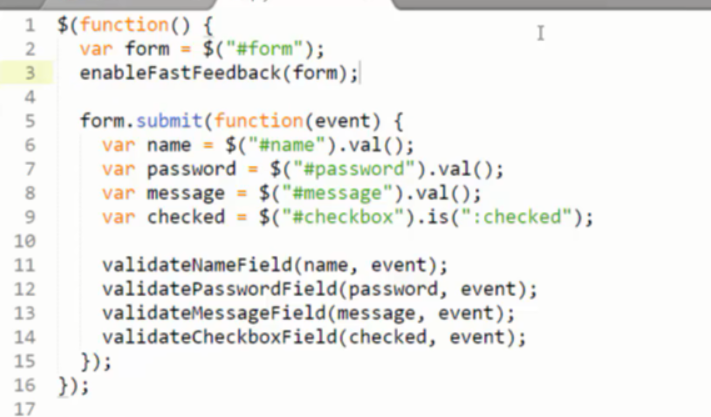 1 $(function() {
2 var form = $("#form");
3 enableFastFeedback(form);
4
5 form.submit(function(event) {
6 var name = $("#name").val();
7 var password = $("#password").val();
8 var message = $("#message").val();
9 var checked = $("#checkbox").is(":checked");
10
11 validateNameField(name, event);
12 validatePasswordField(password, event);
13 validateMessageField(message, event);
14 validateCheckboxField(checked, event);
15 });
16 });
17